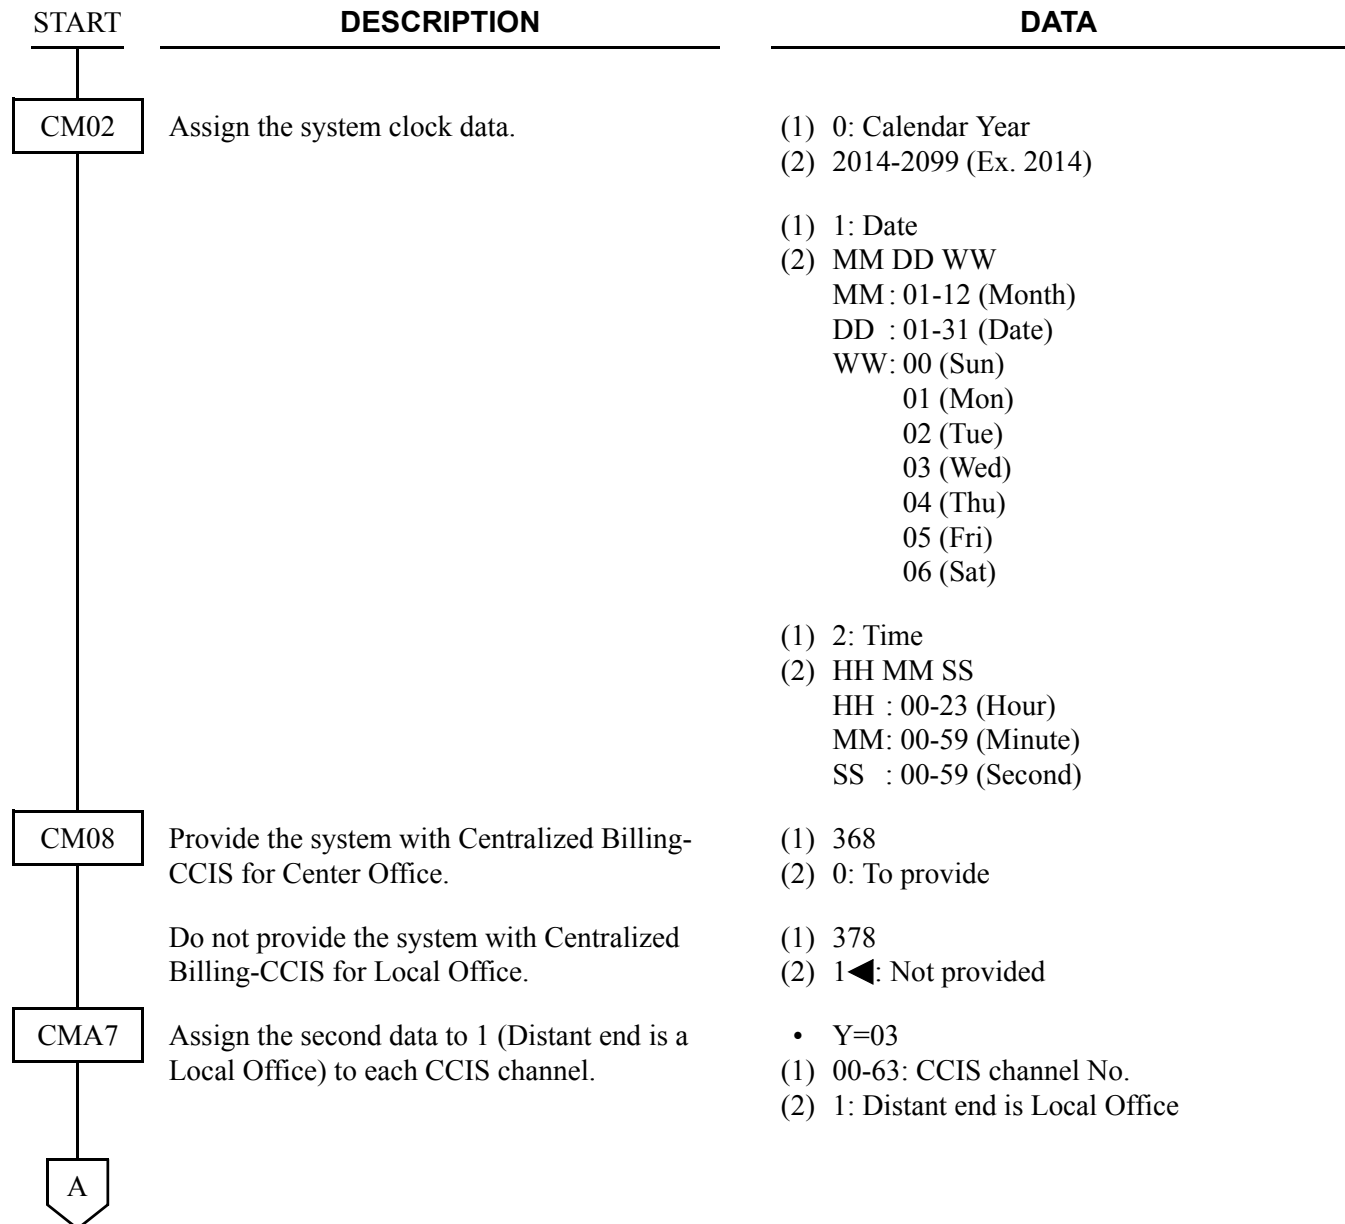 START DESCRIPTION DATA
CM02 Assign the system clock data. (1) 0: Calendar Year
(2) 2014-2099 (Ex. 2014)
(1) 1: Date
(2) MM DD WW
MM : 01-12 (Month)
DD : 01-31 (Date)
WW: 00 (Sun)
01 (Mon)
02 (Tue)
03 (Wed)
04 (Thu)
05 (Fri)
06 (Sat)
(1) 2: Time
(2) HH MM SS
HH : 00-23 (Hour)
MM: 00-59 (Minute)
SS : 00-59 (Second)
CM08 Provide the system with Centralized Billing- (1) 368
CCIS for Center Office. (2) 0: To provide
Do not provide the system with Centralized (1) 378
Billing-CCIS for Local Office. (2) 1◀: Not provided
CMA7 Assign the second data to 1 (Distant end is a • Y=03
Local Office) to each CCIS channel. (1) 00-63: CCIS channel No.
(2) 1: Distant end is Local Office
A